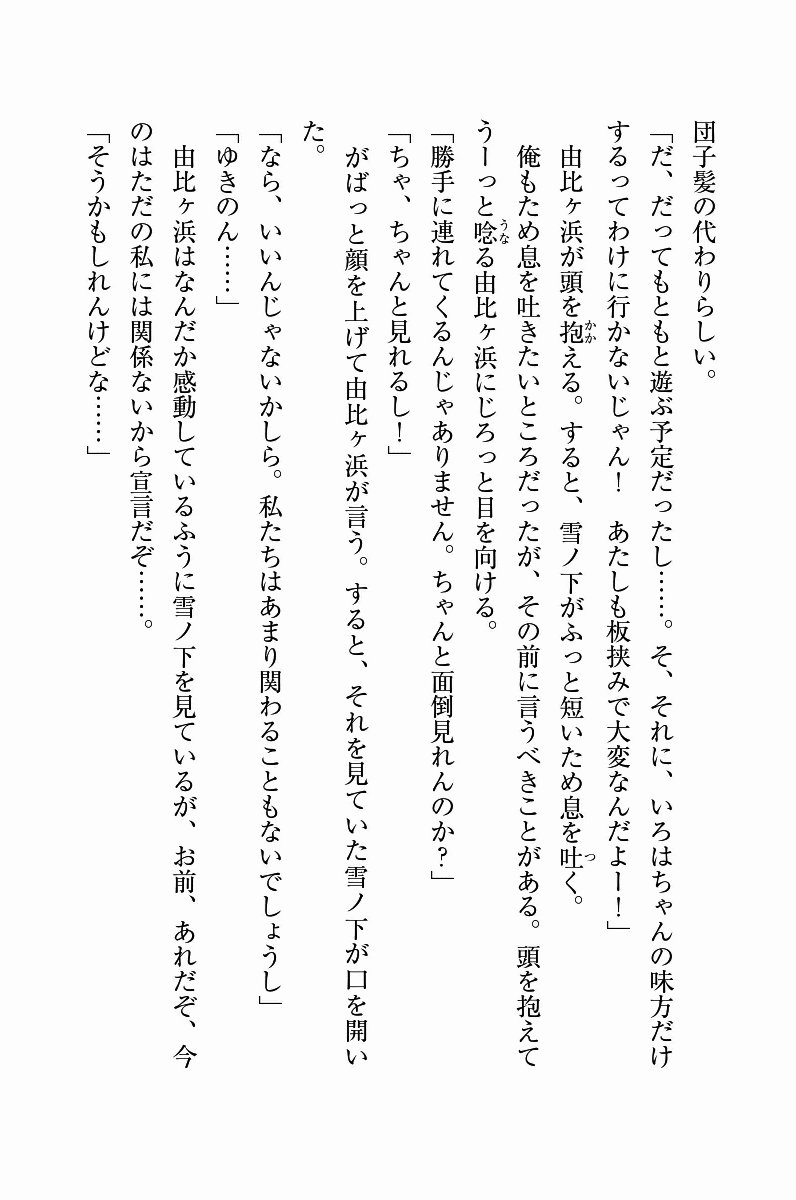 団子髪の代わりらしい。
「だ、だってもともと遊ぶ予定だったし……。そ、それに、いろはちゃんの味方だけ
するってわけに行かないじゃん！　あたしも板挟みで大変なんだよー！」
　由比ヶ浜が頭を抱える。すると、雪ノ下がふっと短いため息を吐く。
　俺もため息を吐きたいところだったが、その前に言うべきことがある。頭を抱えて
うーっと唸る由比ヶ浜にじろっと目を向ける。
「勝手に連れてくるんじゃありません。ちゃんと面倒見れんのか？」
「ちゃ、ちゃんと見れるし！」
　がばっと顔を上げて由比ヶ浜が言う。すると、それを見ていた雪ノ下が口を開い
た。
「なら、いいんじゃないかしら。私たちはあまり関わることもないでしょうし」
「ゆきのん……」
　由比ヶ浜はなんだか感動しているふうに雪ノ下を見ているが、お前、あれだぞ、今
のはただの私には関係ないから宣言だぞ……。
「そうかもしれんけどな……」